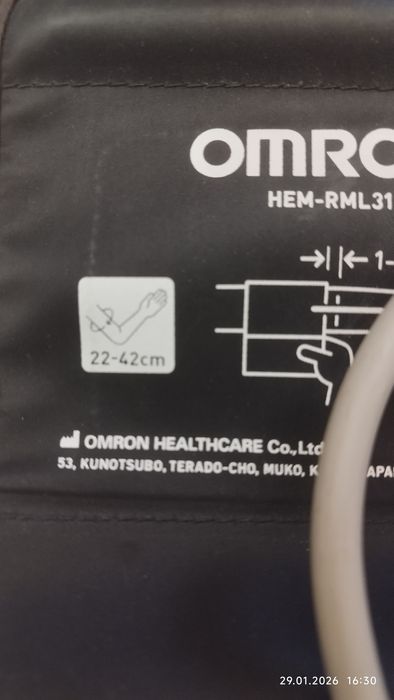 OMRO
HEM-RML31
1-
22-42cm
OMRON HEALTHCARE Co.,Ltd
53, KUNOTSUBO, TERADO-CHO, MUKO, K APA
29.01.2026 16:30